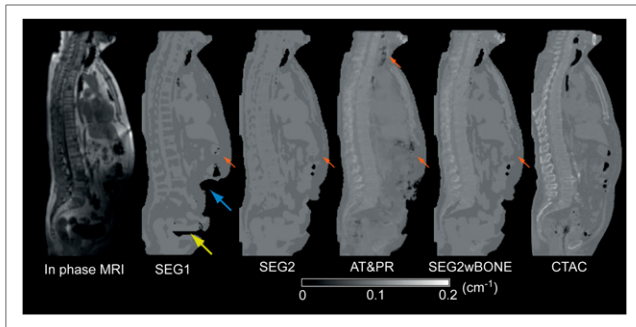 In phase MRI
SEG1
SEG2
AT&PR
SEG2wBONE
CTAC
0
0.1
0.2
(cm⁻¹)